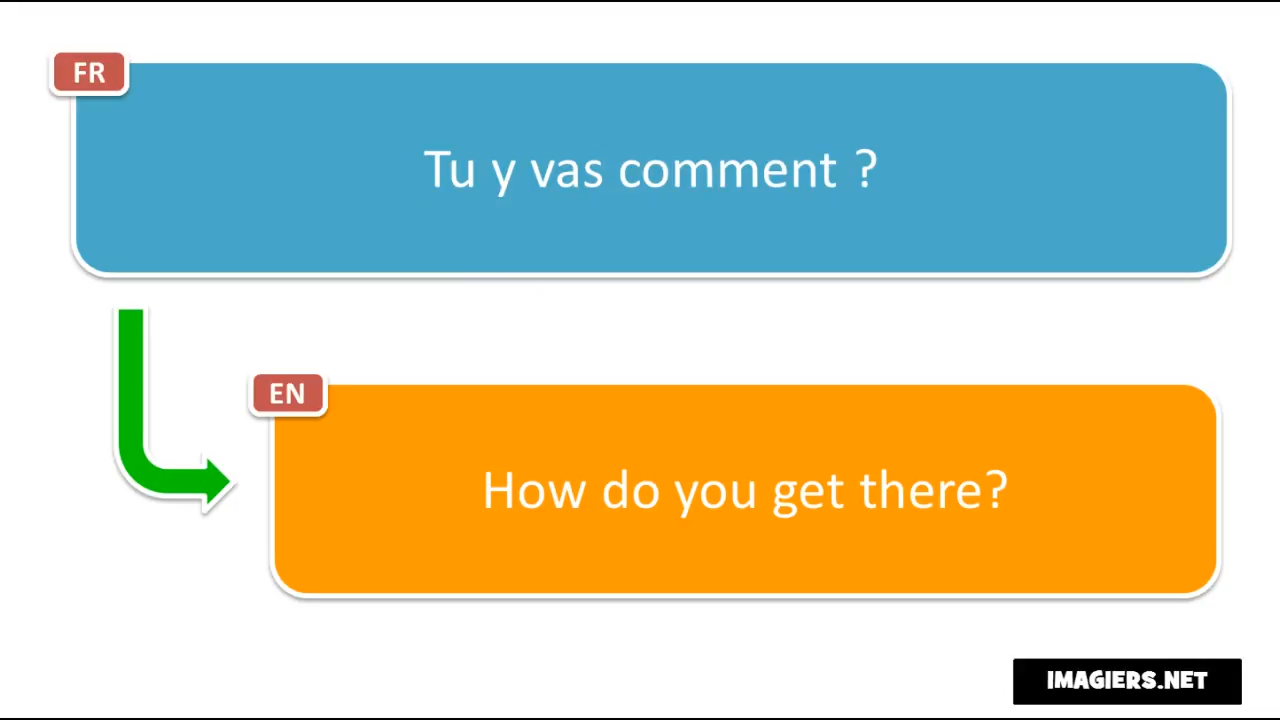 FR
Tu y vas comment ?
EN
How do you get there?
IMAGIERS.NET